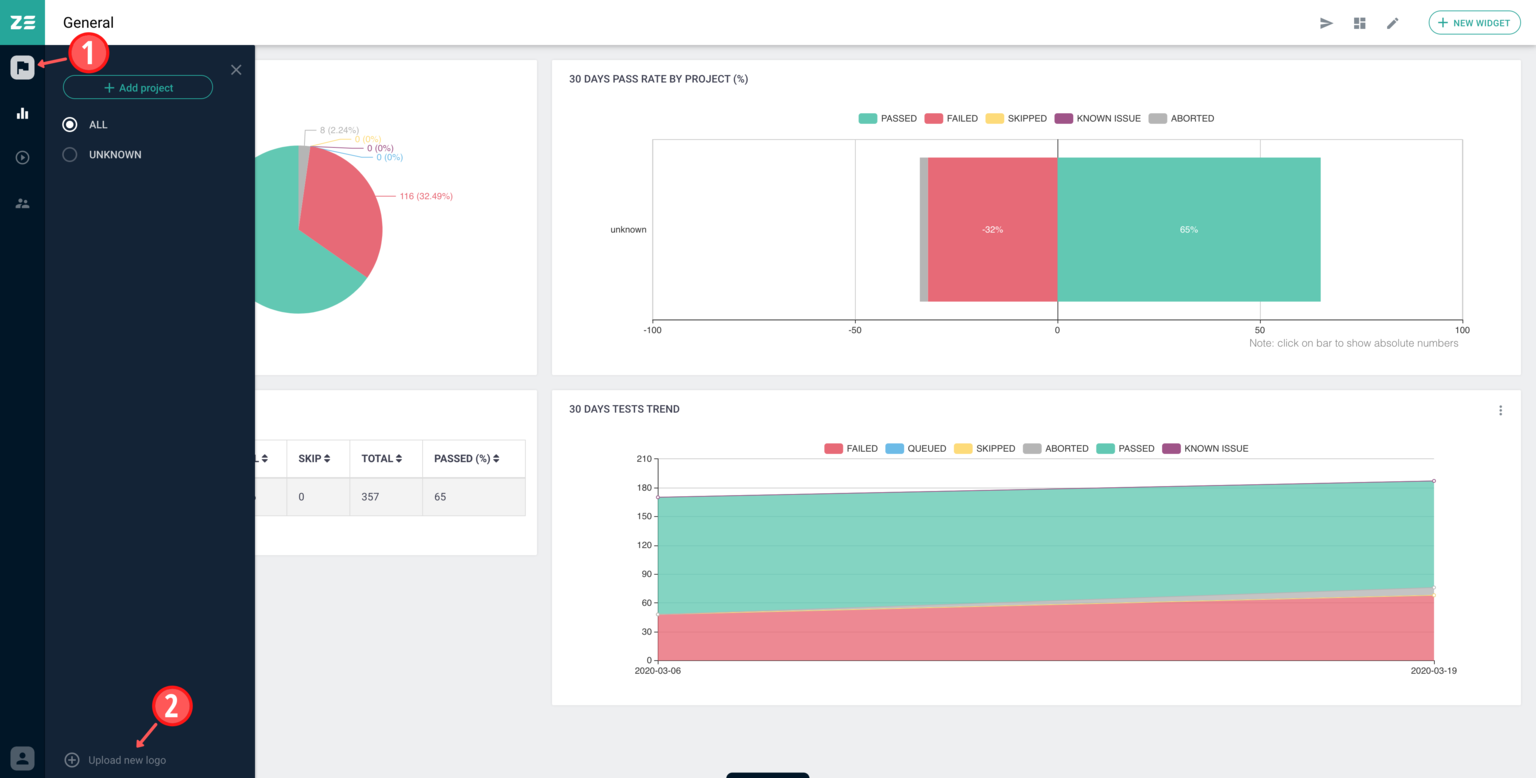 ZE
General
NEW WIDGET
1
Add project
ALL
UNKNOWN
8 (2.24%)
0 (0%)
0 (0%)
0 (0%)
116 (32.49%)
30 DAYS PASS RATE BY PROJECT (%)
PASSED FAILED SKIPPED KNOWN ISSUE ABORTED
unknown
-32% 65%
-100 -50 0 50 100
Note: click on bar to show absolute numbers
L SKIP TOTAL PASSED (%)
0 357 65
30 DAYS TESTS TREND
FAILED QUEUED SKIPPED ABORTED PASSED KNOWN ISSUE
210
180
150
120
90
60
30
0
2020-03-06 2020-03-19
2
Upload new logo